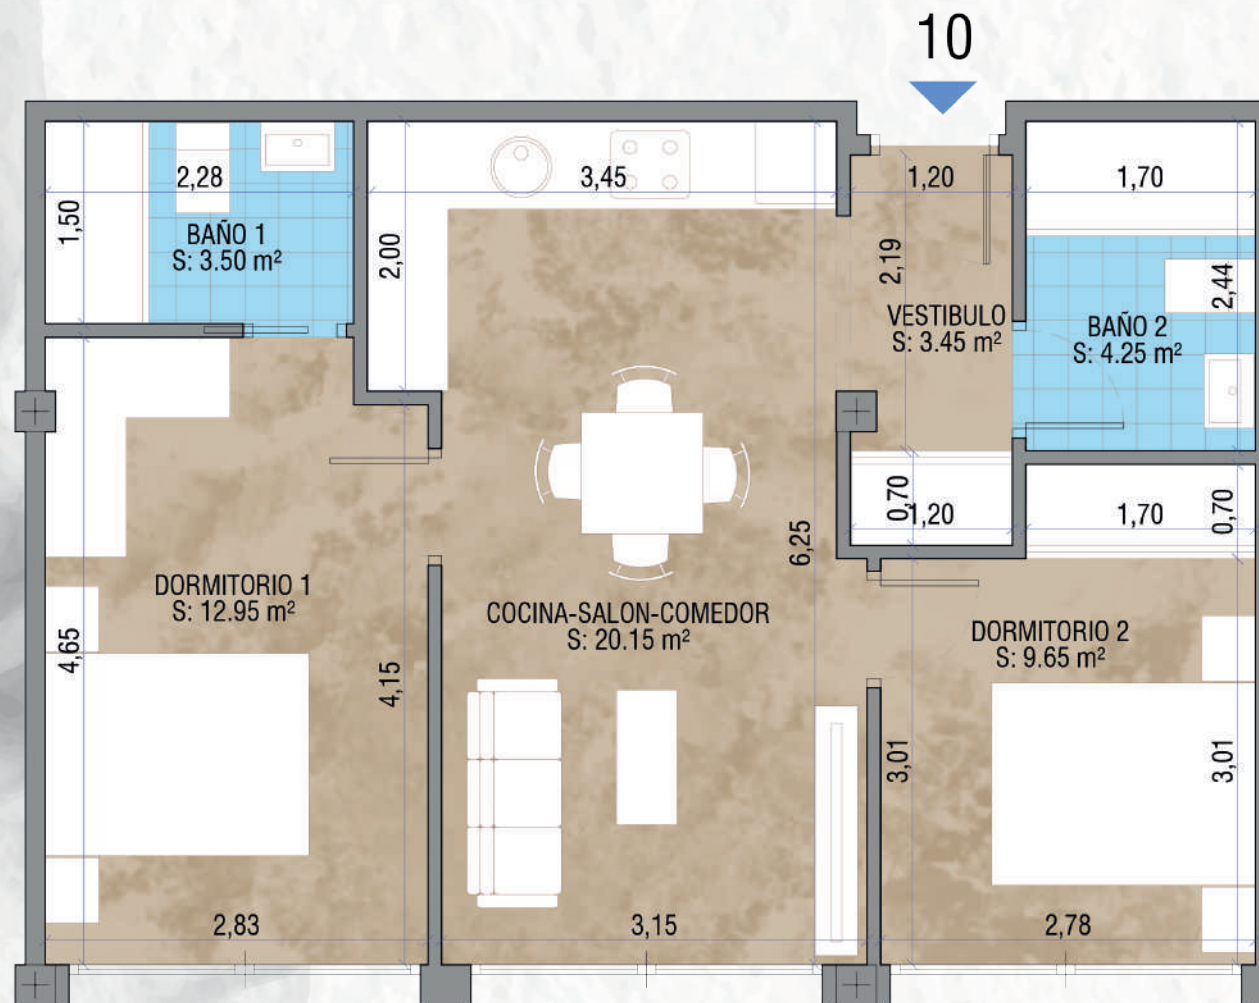 10
2,28
3,45
1,20
1,70
1,50
BAÑO 1
S: 3.50 m²
2,00
2,19
2,44
VESTIBULO
S: 3.45 m²
BAÑO 2
S: 4.25 m²
0,70
1,20
1,70
0,70
6,25
DORMITORIO 1
S: 12.95 m²
COCINA-SALON-COMEDOR
S: 20.15 m²
DORMITORIO 2
S: 9.65 m²
4,65
4,15
3,01
3,01
2,83
3,15
2,78